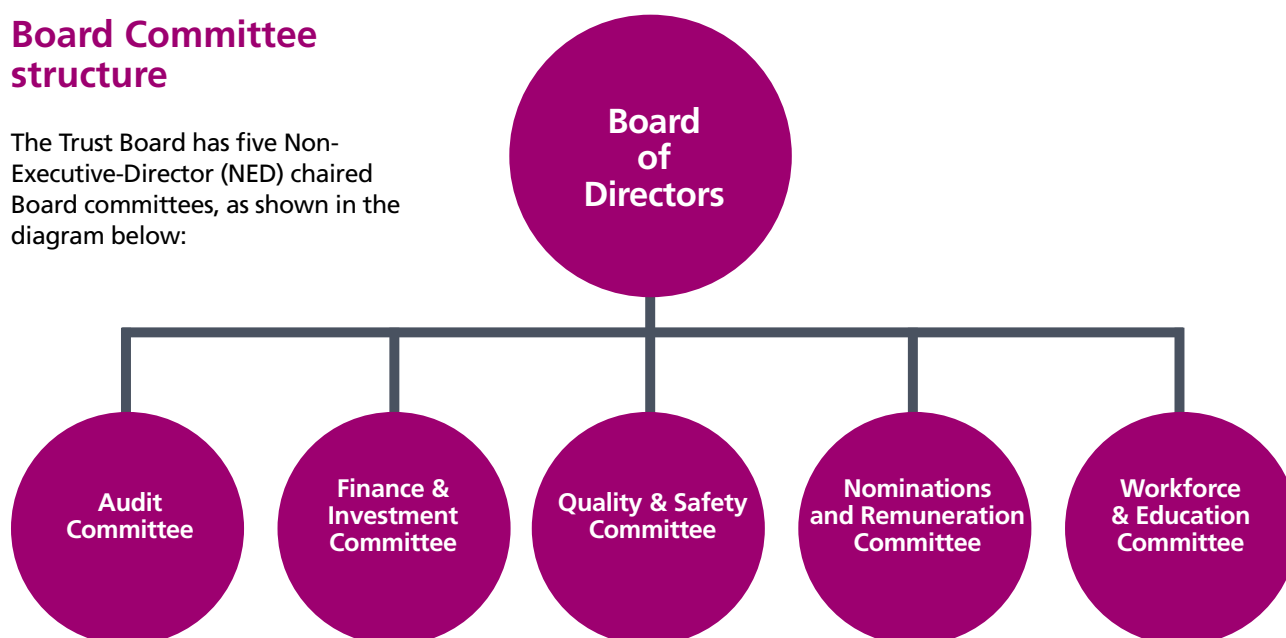 Board Committee
structure
The Trust Board has five Non-
Executive-Director (NED) chaired
Board committees, as shown in the
diagram below:
Board
of
Directors
Audit
Committee
Finance &
Investment
Committee
Quality & Safety
Committee
Nominations
and Remuneration
Committee
Workforce
& Education
Committee